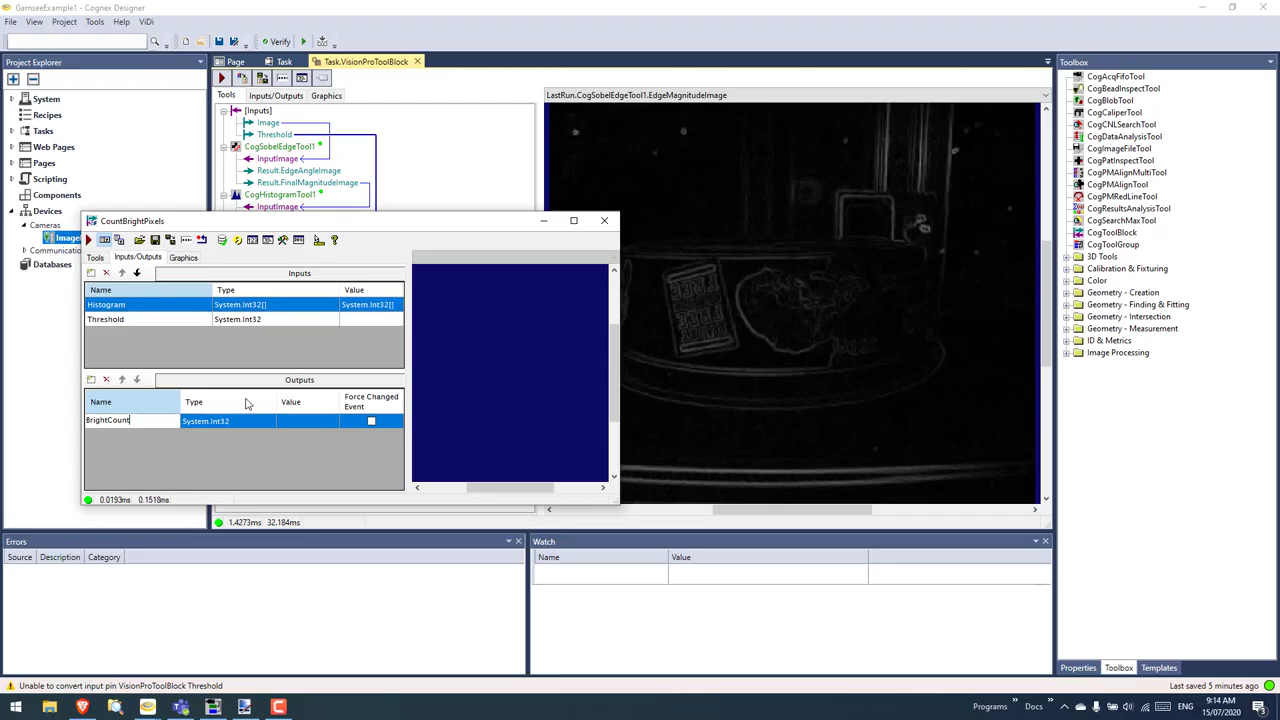 GamseeExample1 - Cognex Designer
File View Project Tools Help ViDi
Verify
Project Explorer
System
Recipes
Tasks
Web Pages
Pages
Scripting
Components
Devices
Cameras
Databases
Page Task Task.VisionProToolBlock
Tools Inputs/Outputs Graphics
[Inputs]
Image
Threshold
CogSobelEdgeTool1
InputImage
Result.EdgeAngleImage
Result.FinalMagnitudeImage
CogHistogramTool1
InputImage
LastRun.CogSobelEdgeTool1.EdgeMagnitudeImage
CountBrightPixels
Tools Inputs/Outputs Graphics
Inputs
Name Type Value
Histogram System.Int32[] System.Int32[]
Threshold System.Int32
Outputs
Name Type Value Force Changed Event
BrightCount System.Int32
0.0193ms 0.1518ms
1.4273ms 32.184ms
Errors
Source Description Category
Watch
Name Value
Toolbox
CogAcqFifoTool
CogBeadInspectTool
CogBlobTool
CogCaliperTool
CogCNLSearchTool
CogDataAnalysisTool
CogImageFileTool
CogPatInspectTool
CogPMAlignMultiTool
CogPMAlignTool
CogPMRedLineTool
CogResultsAnalysisTool
CogSearchMaxTool
CogToolBlock
CogToolGroup
3D Tools
Calibration & Fixturing
Color
Geometry - Creation
Geometry - Finding & Fitting
Geometry - Intersection
Geometry - Measurement
ID & Metrics
Image Processing
Properties Toolbox Templates
Unable to convert input pin VisionProToolBlock Threshold
Last saved 5 minutes ago
Programs Docs ENG
9:14 AM
15/07/2020